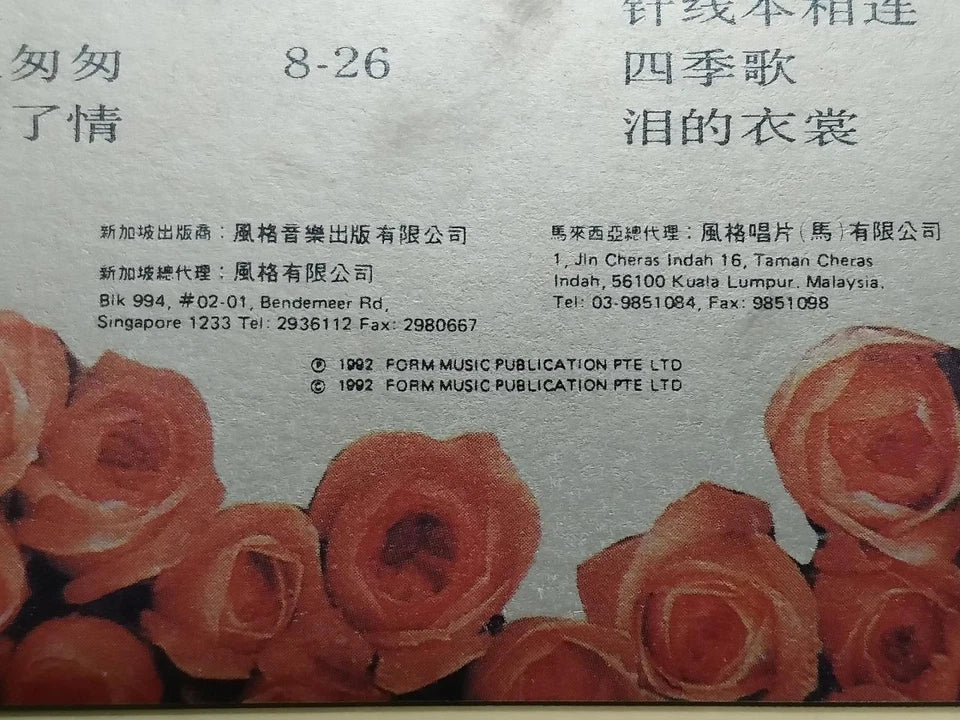 针线本相连
匆匆
8-26
四季歌
了情
泪的衣裳
新加坡出版商：風格音樂出版有限公司
新加坡總代理：風格有限公司
Blk 994, #02-01, Bendemeer Rd,
Singapore 1233 Tel: 2936112 Fax: 2980667
馬來西亞總代理：風格唱片(馬)有限公司
1, Jln Cheras Indah 16, Taman Cheras
Indah, 56100 Kuala Lumpur. Malaysia.
Tel: 03-9851084, Fax: 9851098
Ⓟ 1992 FORM MUSIC PUBLICATION PTE LTD
© 1992 FORM MUSIC PUBLICATION PTE LTD